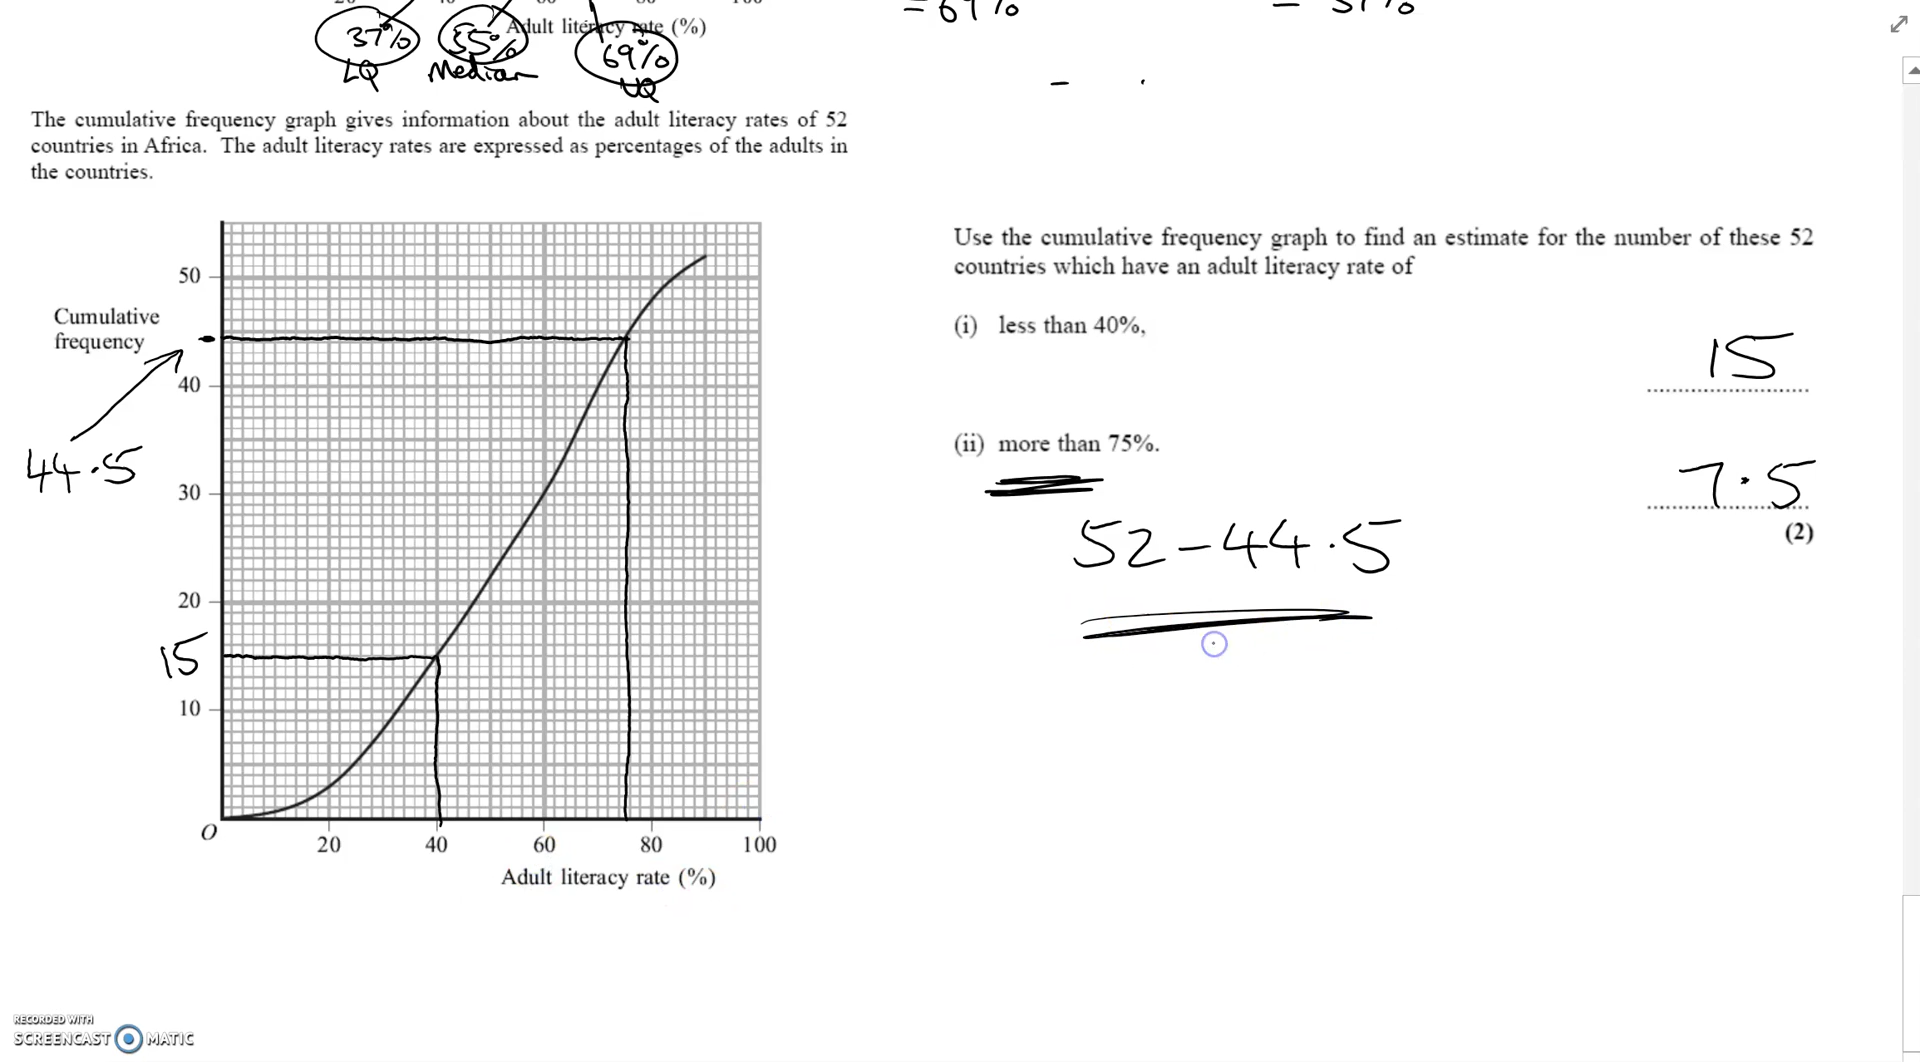 = 69%
37%
55%
Adult literacy rate (%)
69%
LQ
Median
UQ
The cumulative frequency graph gives information about the adult literacy rates of 52
countries in Africa. The adult literacy rates are expressed as percentages of the adults in
the countries.
Use the cumulative frequency graph to find an estimate for the number of these 52
countries which have an adult literacy rate of
(i) less than 40%,
15
(ii) more than 75%.
7.5
(2)
52-44.5
50
Cumulative
frequency
40
44.5
30
20
15
10
O
20
40
60
80
100
Adult literacy rate (%)
RECORDED WITH
SCREENCAST MATIC